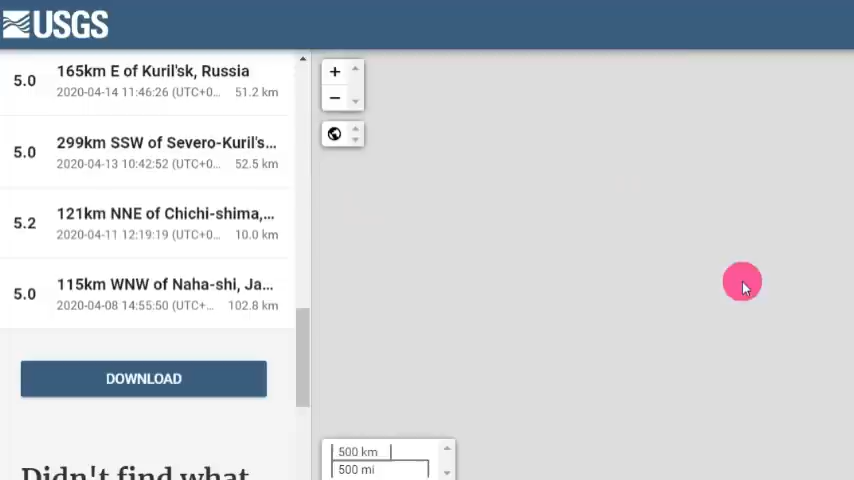 USGS
5.0
165km E of Kuril'sk, Russia
2020-04-14 11:46:26 (UTC+0... 51.2 km
5.0
299km SSW of Severo-Kuril's...
2020-04-13 10:42:52 (UTC+0... 52.5 km
5.2
121km NNE of Chichi-shima,...
2020-04-11 12:19:19 (UTC+0... 10.0 km
5.0
115km WNW of Naha-shi, Ja...
2020-04-08 14:55:50 (UTC+... 102.8 km
DOWNLOAD
Didn't find what
+
−
500 km
500 mi